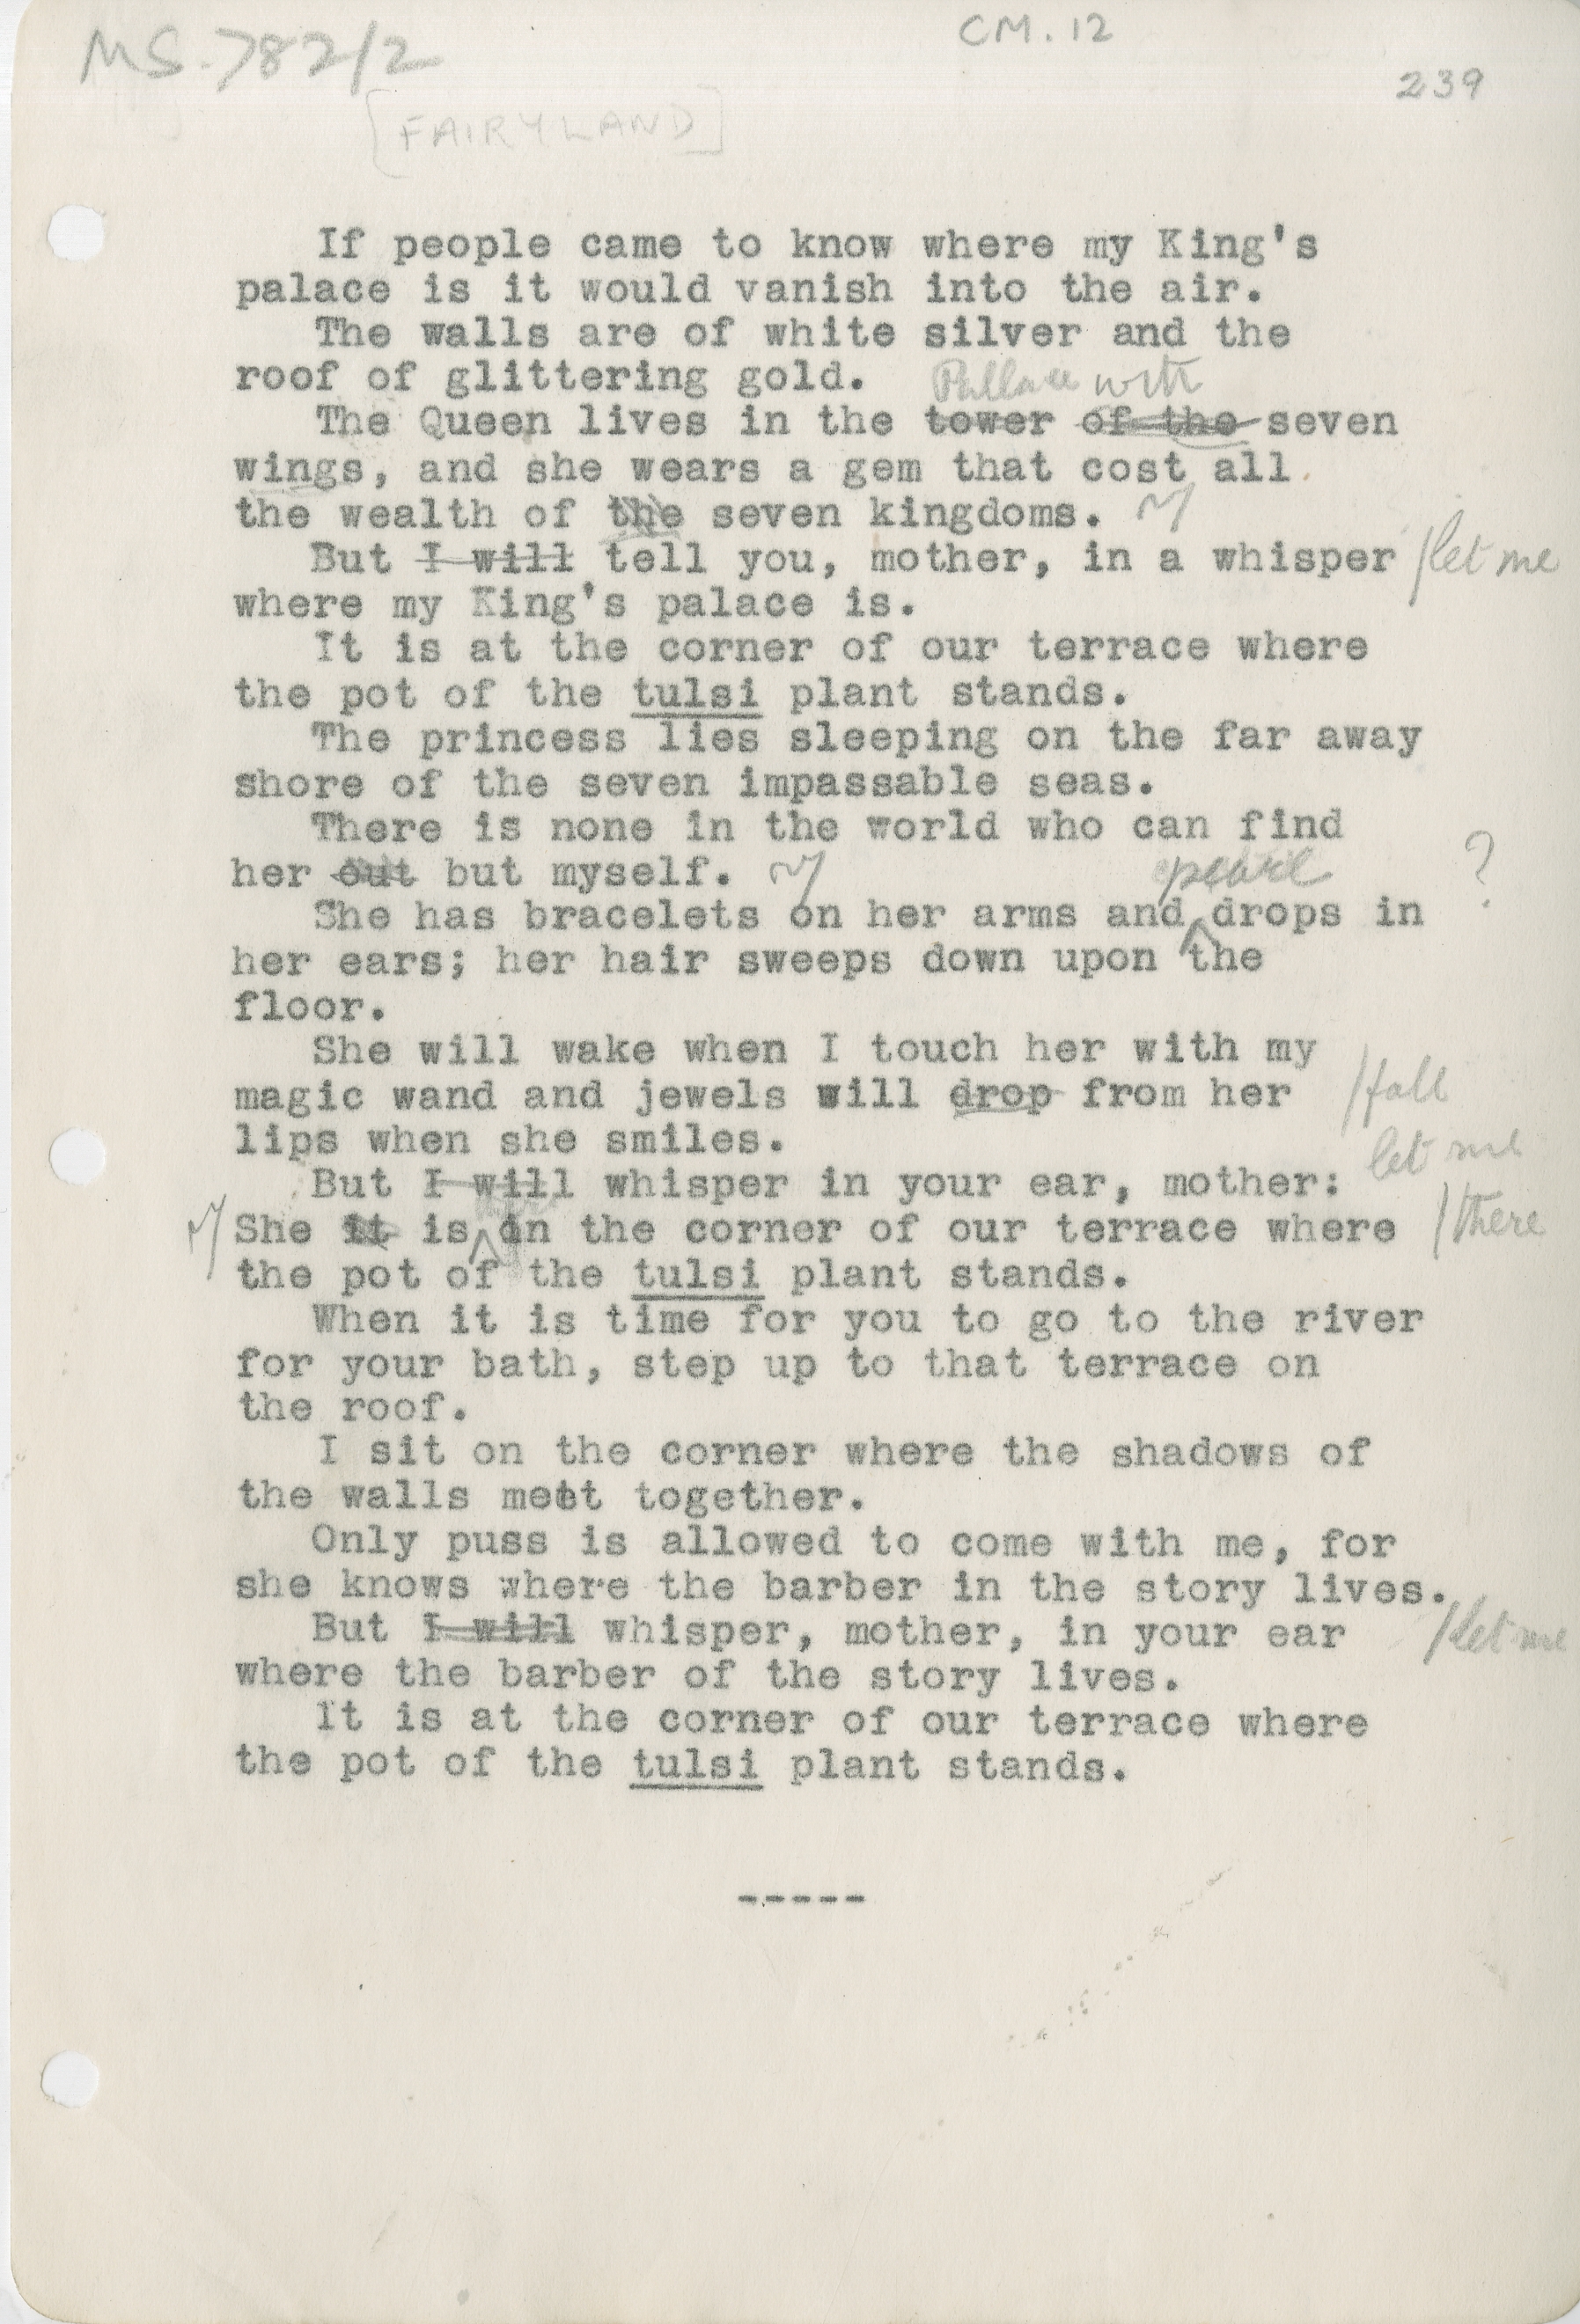 MS.782/2
CM.12
239
[FAIRYLAND]
If people came to know where my King's
palace is it would vanish into the air.
The walls are of white silver and the
roof of glittering gold.
Pallace with
The Queen lives in the tower of the seven
wings, and she wears a gem that cost all
the wealth of the seven kingdoms.
But I will tell you, mother, in a whisper /let me
where my King's palace is.
It is at the corner of our terrace where
the pot of the tulsi plant stands.
The princess lies sleeping on the far away
shore of the seven impassable seas.
There is none in the world who can find
her out but myself.
pearl
?
She has bracelets on her arms and drops in
her ears; her hair sweeps down upon the
floor.
She will wake when I touch her with my
magic wand and jewels will drop from her /fall
lips when she smiles.
But I will whisper in your ear, mother: let me
She it is in the corner of our terrace where /there
the pot of the tulsi plant stands.
When it is time for you to go to the river
for your bath, step up to that terrace on
the roof.
I sit on the corner where the shadows of
the walls meet together.
Only puss is allowed to come with me, for
she knows where the barber in the story lives.
But I will whisper, mother, in your ear /let me
where the barber of the story lives.
It is at the corner of our terrace where
the pot of the tulsi plant stands.
-----